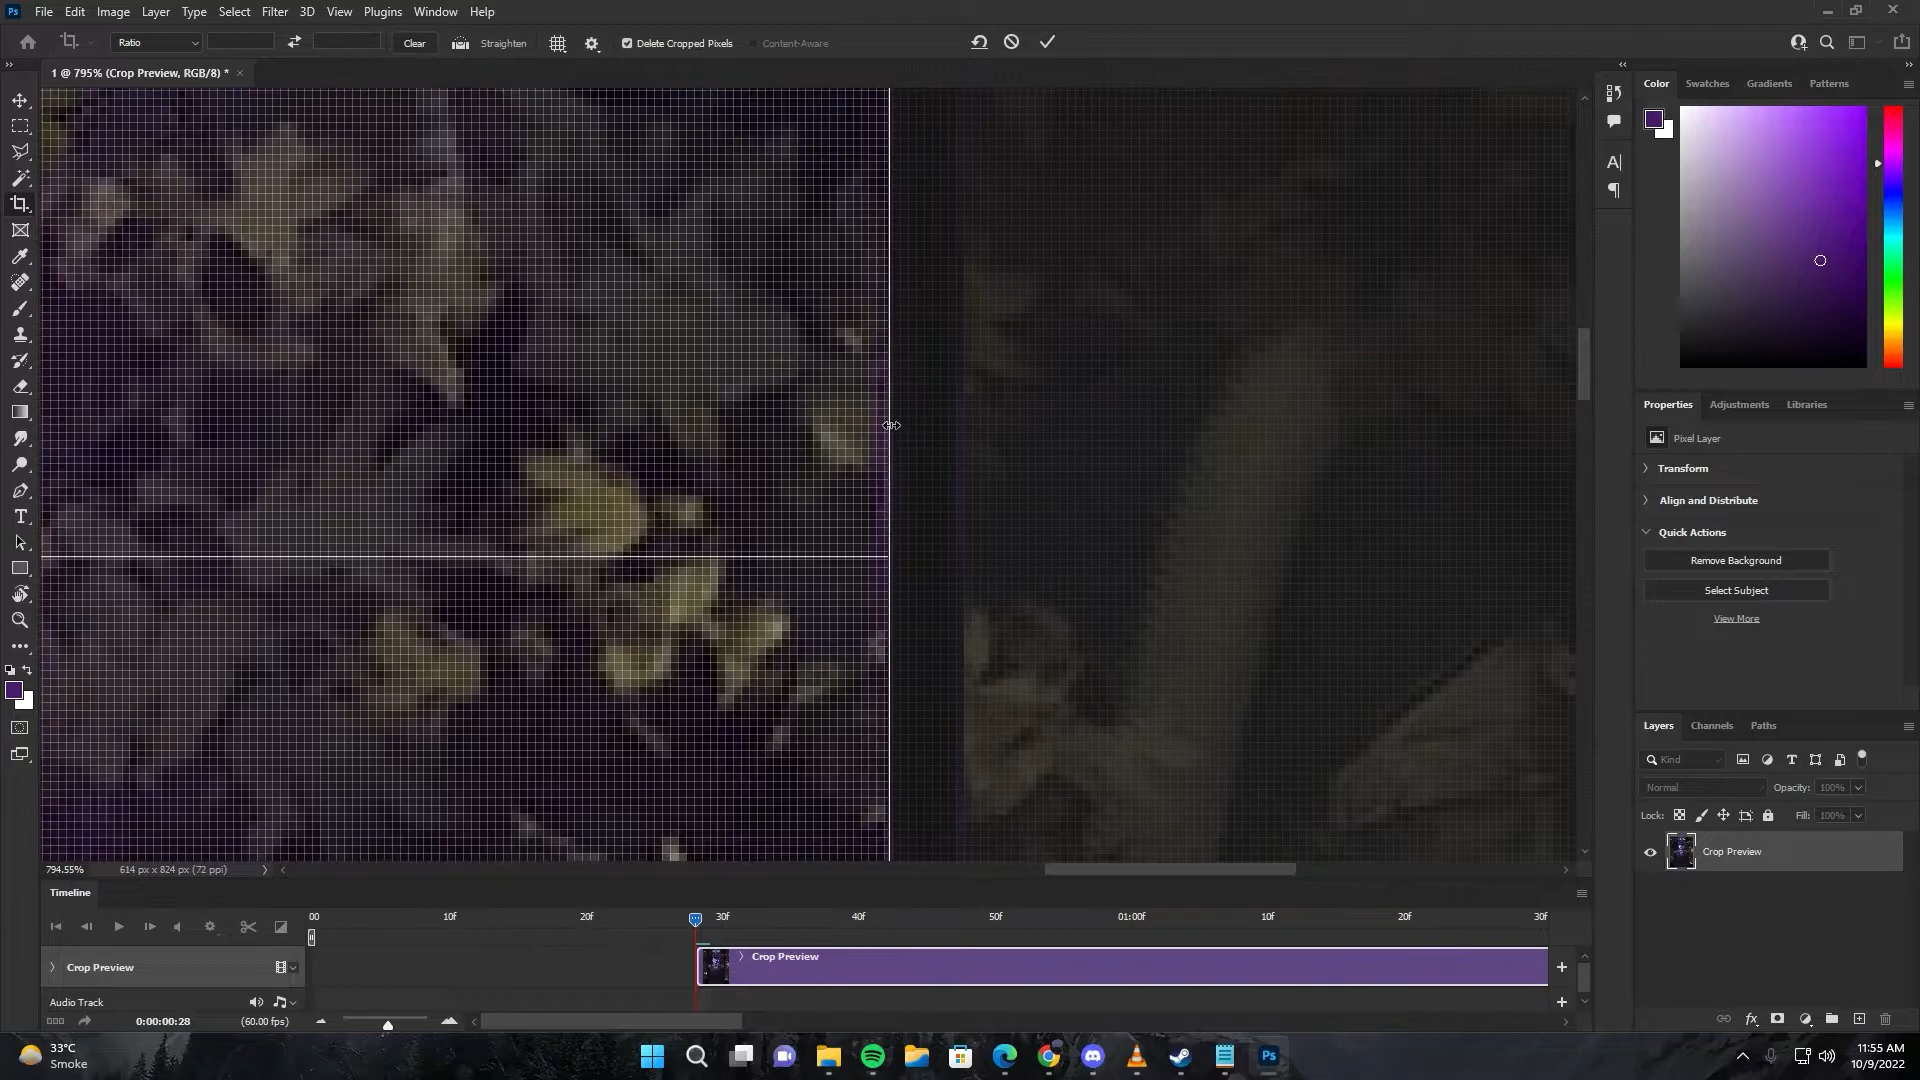 Ps File Edit Image Layer Type Select Filter 3D View Plugins Window Help
Ratio Clear Straighten Delete Cropped Pixels Content-Aware
1 @ 795% (Crop Preview, RGB/8) *
Color Swatches Gradients Patterns
Properties Adjustments Libraries
Pixel Layer
Transform
Align and Distribute
Quick Actions
Remove Background
Select Subject
View More
Layers Channels Paths
Kind
Normal Opacity: 100%
Lock: Fill: 100%
Crop Preview
794.55% 614 px x 824 px (72 ppi)
Timeline
00 10f 20f 30f 40f 50f 01:00f 10f 20f 30f
Crop Preview Crop Preview
Audio Track
0:00:00:28 (60.00 fps)
33°C
Smoke
Ps
11:55 AM
10/9/2022